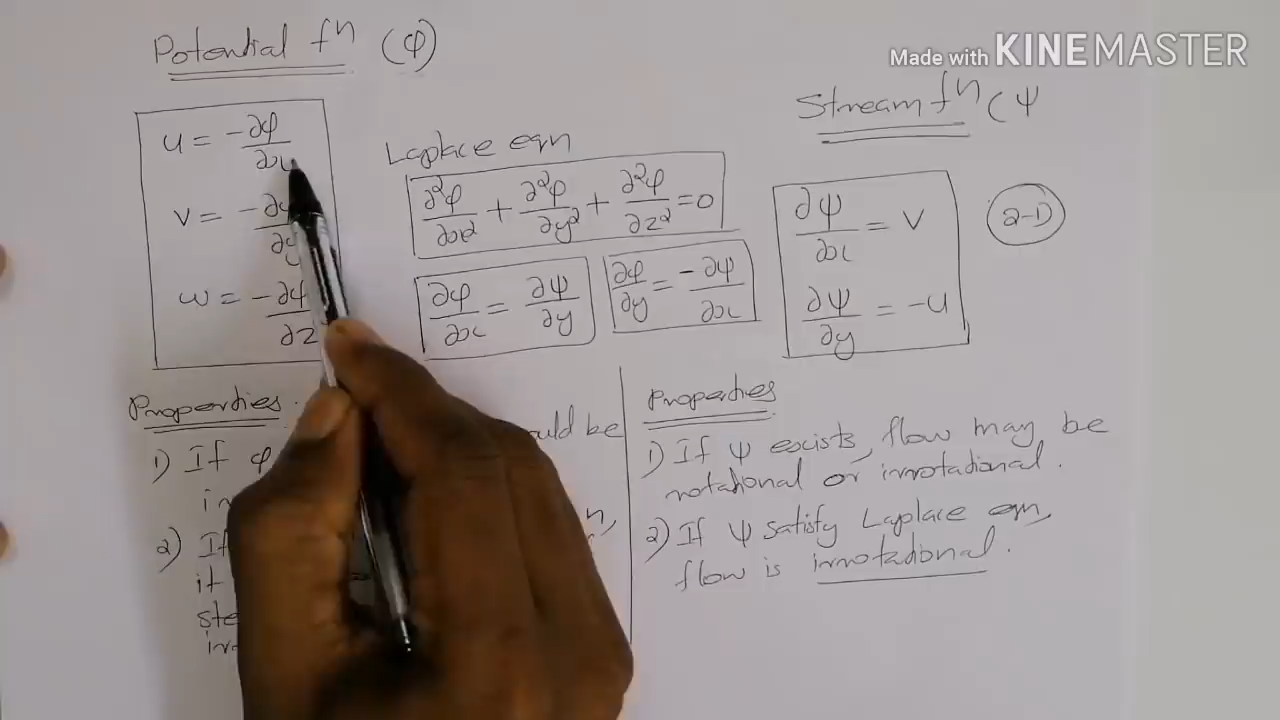 Potential fⁿ (φ)
Made with KINEMASTER
Stream fⁿ (ψ
u = -∂φ/∂x
v = -∂
w = -∂φ/∂z
Laplace eqn
∂²φ/∂x² + ∂²φ/∂y² + ∂²φ/∂z² = 0
∂φ/∂x = ∂ψ/∂y
∂φ/∂y = -∂ψ/∂x
∂ψ/∂x = v
∂ψ/∂y = -u
2-D
Properties.
1) If φ
2) If
it
Properties
1) If ψ exists, flow may be
rotational or irrotational.
2) If ψ satisfy Laplace eqn,
flow is irrotational.